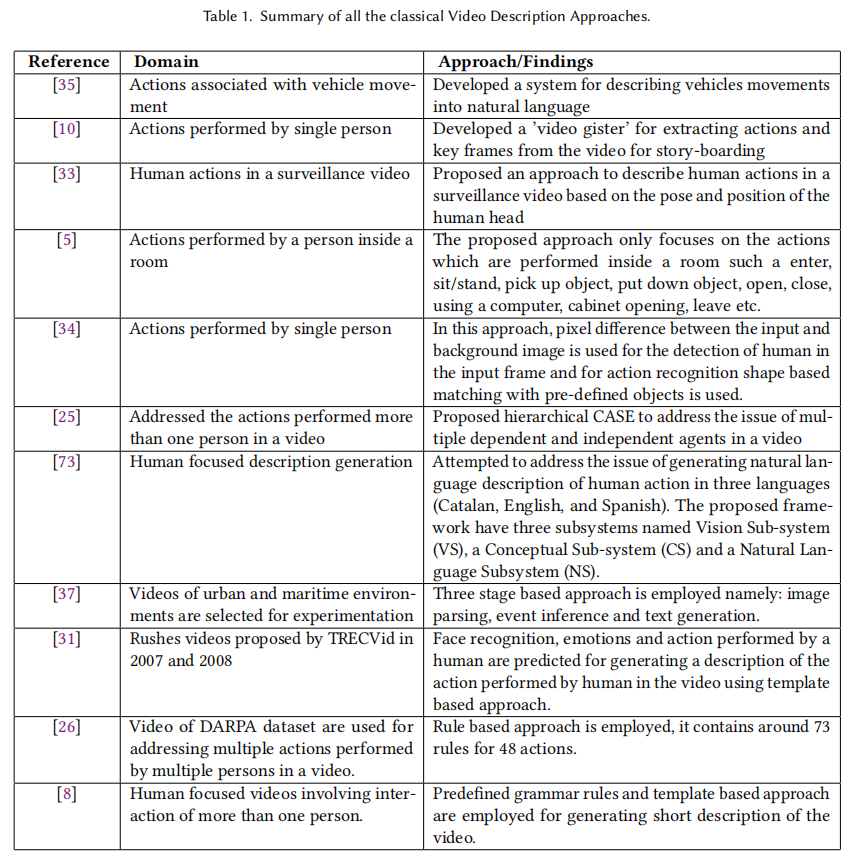 Table 1. Summary of all the classical Video Description Approaches.
Reference Domain Approach/Findings
[35] Actions associated with vehicle move- Developed a system for describing vehicles movements
ment into natural language
[10] Actions performed by single person Developed a 'video gister' for extracting actions and
key frames from the video for story-boarding
[33] Human actions in a surveillance video Proposed an approach to describe human actions in a
surveillance video based on the pose and position of the
human head
[5] Actions performed by a person inside a The proposed approach only focuses on the actions
room which are performed inside a room such a enter,
sit/stand, pick up object, put down object, open, close,
using a computer, cabinet opening, leave etc.
[34] Actions performed by single person In this approach, pixel difference between the input and
background image is used for the detection of human in
the input frame and for action recognition shape based
matching with pre-defined objects is used.
[25] Addressed the actions performed more Proposed hierarchical CASE to address the issue of mul-
than one person in a video tiple dependent and independent agents in a video
[73] Human focused description generation Attempted to address the issue of generating natural lan-
guage description of human action in three languages
(Catalan, English, and Spanish). The proposed frame-
work have three subsystems named Vision Sub-system
(VS), a Conceptual Sub-system (CS) and a Natural Lan-
guage Subsystem (NS).
[37] Videos of urban and maritime environ- Three stage based approach is employed namely: image
ments are selected for experimentation parsing, event inference and text generation.
[31] Rushes videos proposed by TRECVid in Face recognition, emotions and action performed by a
2007 and 2008 human are predicted for generating a description of the
action performed by human in the video using template
based approach.
[26] Video of DARPA dataset are used for Rule based approach is employed, it contains around 73
addressing multiple actions performed rules for 48 actions.
by multiple persons in a video.
[8] Human focused videos involving inter- Predefined grammar rules and template based approach
action of more than one person. are employed for generating short description of the
video.